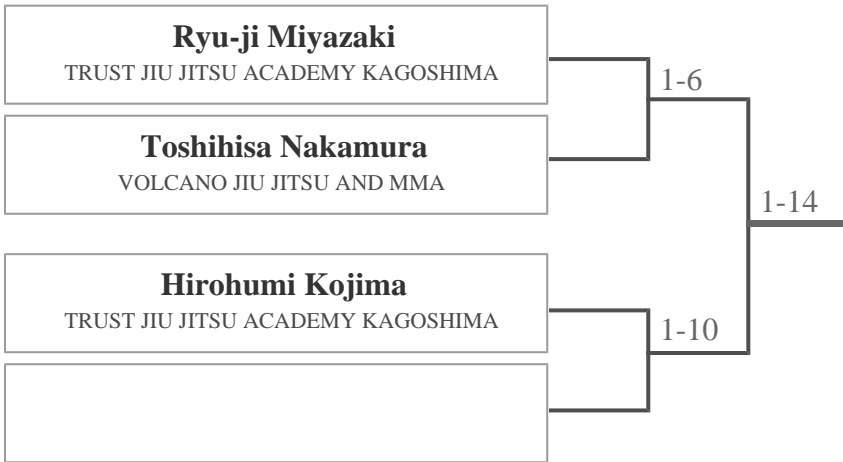 Ryu-ji Miyazaki
TRUST JIU JITSU ACADEMY KAGOSHIMA
1-6
Toshihisa Nakamura
VOLCANO JIU JITSU AND MMA
1-14
Hirohumi Kojima
TRUST JIU JITSU ACADEMY KAGOSHIMA
1-10